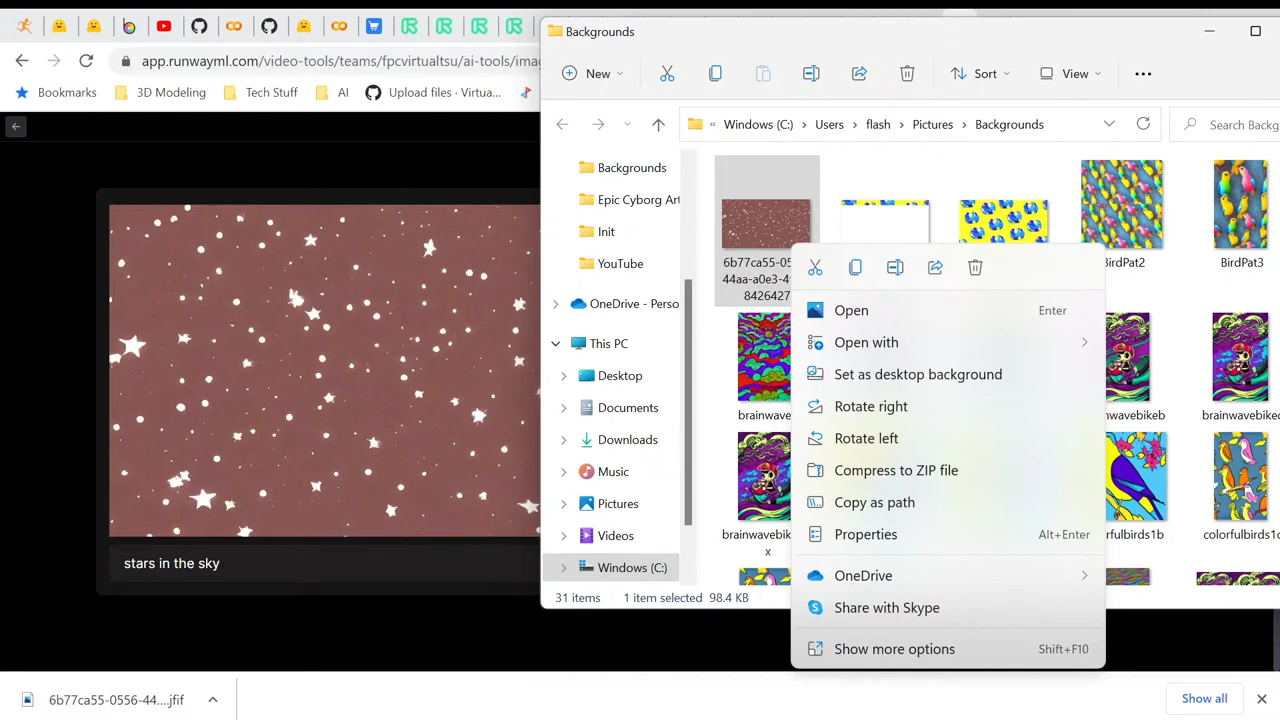 app.runwayml.com/video-tools/teams/fpcvirtualtsu/ai-tools/imag
Bookmarks
3D Modeling
Tech Stuff
AI
Upload files · Virtua...
stars in the sky
6b77ca55-0556-44....jfif
Show all
Backgrounds
New
Sort
View
« Windows (C:) › Users › flash › Pictures › Backgrounds
Search Backg
Backgrounds
Epic Cyborg Art
Init
YouTube
OneDrive - Perso
This PC
Desktop
Documents
Downloads
Music
Pictures
Videos
Windows (C:)
BirdPat2
BirdPat3
8426427
brainwavebikeb
brainwavebiked
x
31 items
1 item selected 98.4 KB
Open
Enter
Open with
Set as desktop background
Rotate right
Rotate left
Compress to ZIP file
Copy as path
Properties
Alt+Enter
OneDrive
Share with Skype
Show more options
Shift+F10